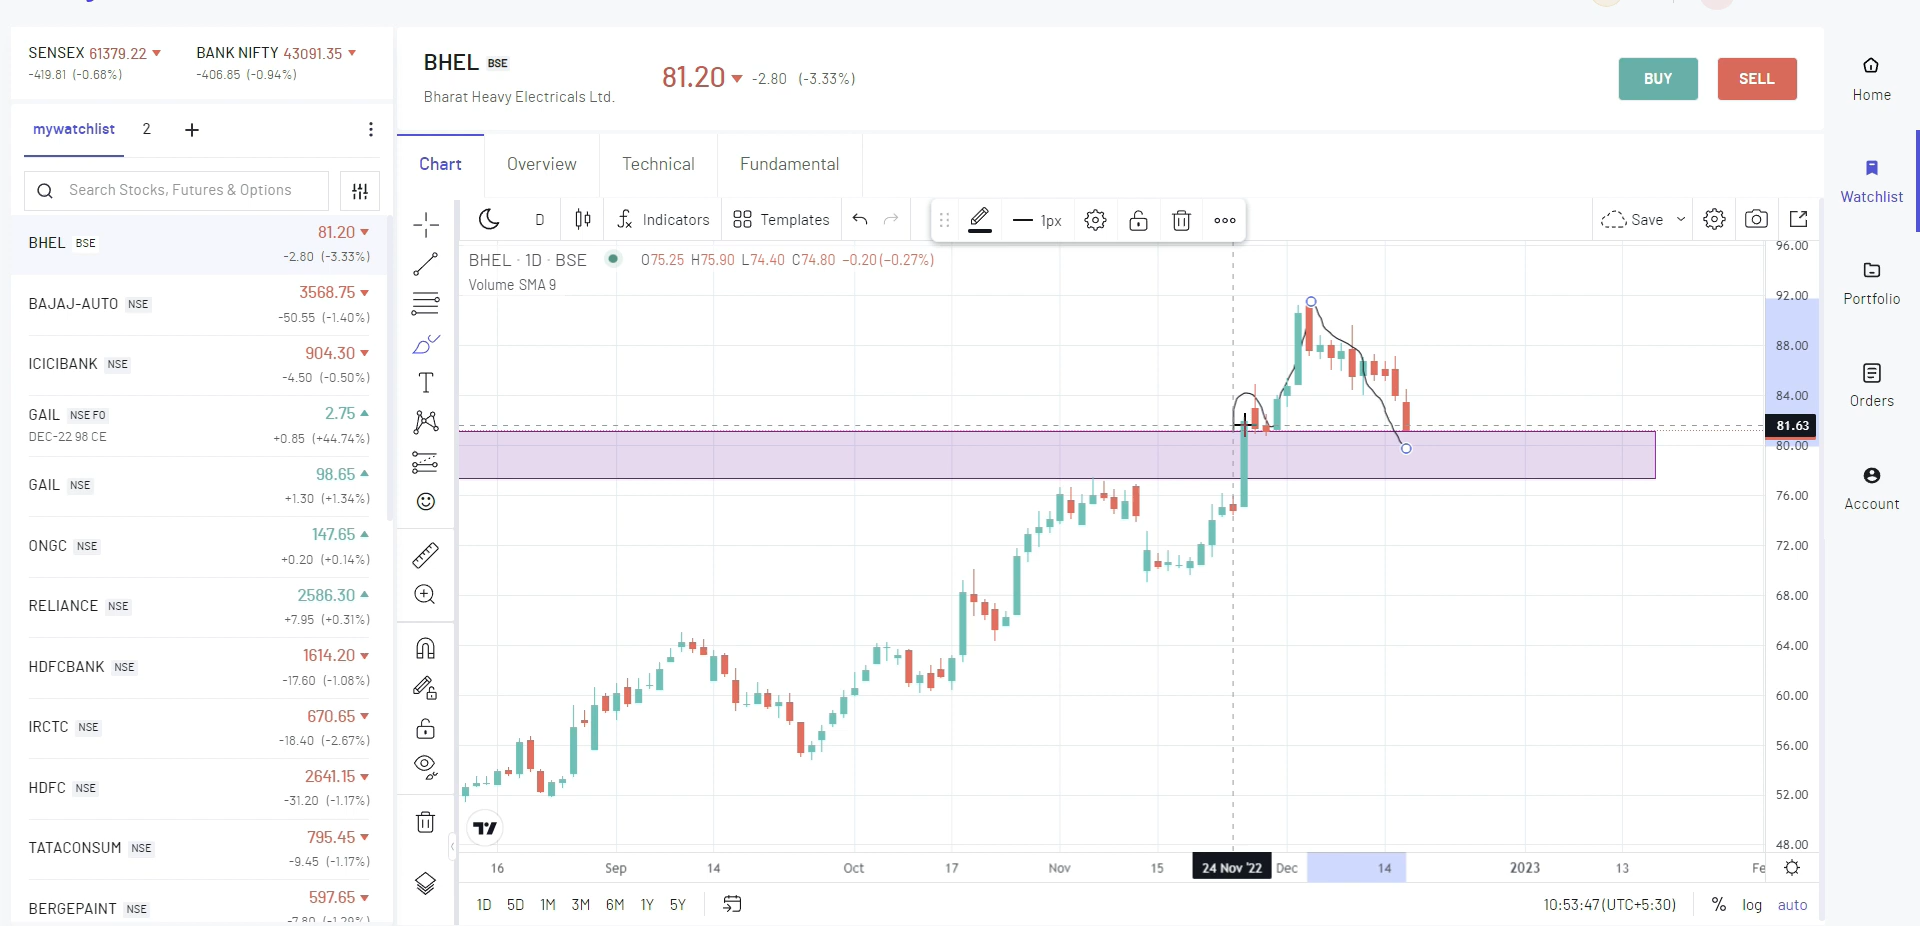 SENSEX 61379.22
-419.81 (-0.68%)
BANK NIFTY 43091.35
-406.85 (-0.94%)
mywatchlist 2 +
Search Stocks, Futures & Options
BHEL BSE 81.20
-2.80 (-3.33%)
BAJAJ-AUTO NSE 3568.75
-50.55 (-1.40%)
ICICIBANK NSE 904.30
-4.50 (-0.50%)
GAIL NSE FO 2.75
DEC-22 98 CE +0.85 (+44.74%)
GAIL NSE 98.65
+1.30 (+1.34%)
ONGC NSE 147.65
+0.20 (+0.14%)
RELIANCE NSE 2586.30
+7.95 (+0.31%)
HDFCBANK NSE 1614.20
-17.60 (-1.08%)
IRCTC NSE 670.65
-18.40 (-2.67%)
HDFC NSE 2641.15
-31.20 (-1.17%)
TATACONSUM NSE 795.45
-9.45 (-1.17%)
BERGEPAINT NSE 597.65
BHEL BSE
Bharat Heavy Electricals Ltd.
81.20 -2.80 (-3.33%)
BUY SELL
Chart Overview Technical Fundamental
D Indicators Templates 1px Save
BHEL · 1D · BSE O75.25 H75.90 L74.40 C74.80 −0.20 (−0.27%)
Volume SMA 9
96.00
92.00
88.00
84.00
81.63
80.00
76.00
72.00
68.00
64.00
60.00
56.00
52.00
48.00
16 Sep 14 Oct 17 Nov 15 24 Nov '22 Dec 14 2023 13 Fe
1D 5D 1M 3M 6M 1Y 5Y 10:53:47 (UTC+5:30) % log auto
Home
Watchlist
Portfolio
Orders
Account